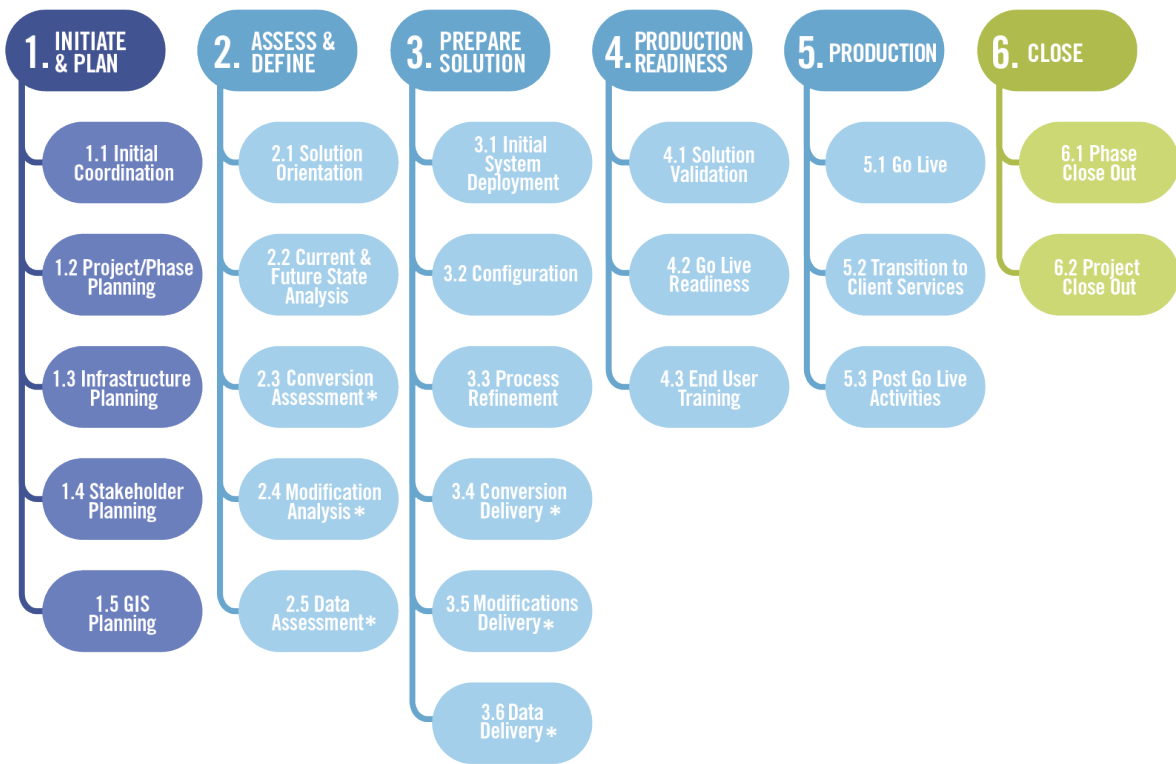 1. INITIATE
& PLAN
1.1 Initial
Coordination
1.2 Project/Phase
Planning
1.3 Infrastructure
Planning
1.4 Stakeholder
Planning
1.5 GIS
Planning
2. ASSESS &
DEFINE
2.1 Solution
Orientation
2.2 Current &
Future State
Analysis
2.3 Conversion
Assessment*
2.4 Modification
Analysis*
2.5 Data
Assessment*
3. PREPARE
SOLUTION
3.1 Initial
System
Deployment
3.2 Configuration
3.3 Process
Refinement
3.4 Conversion
Delivery *
3.5 Modifications
Delivery*
3.6 Data
Delivery*
4. PRODUCTION
READINESS
4.1 Solution
Validation
4.2 Go Live
Readiness
4.3 End User
Training
5. PRODUCTION
5.1 Go Live
5.2 Transition to
Client Services
5.3 Post Go Live
Activities
6. CLOSE
6.1 Phase
Close Out
6.2 Project
Close Out